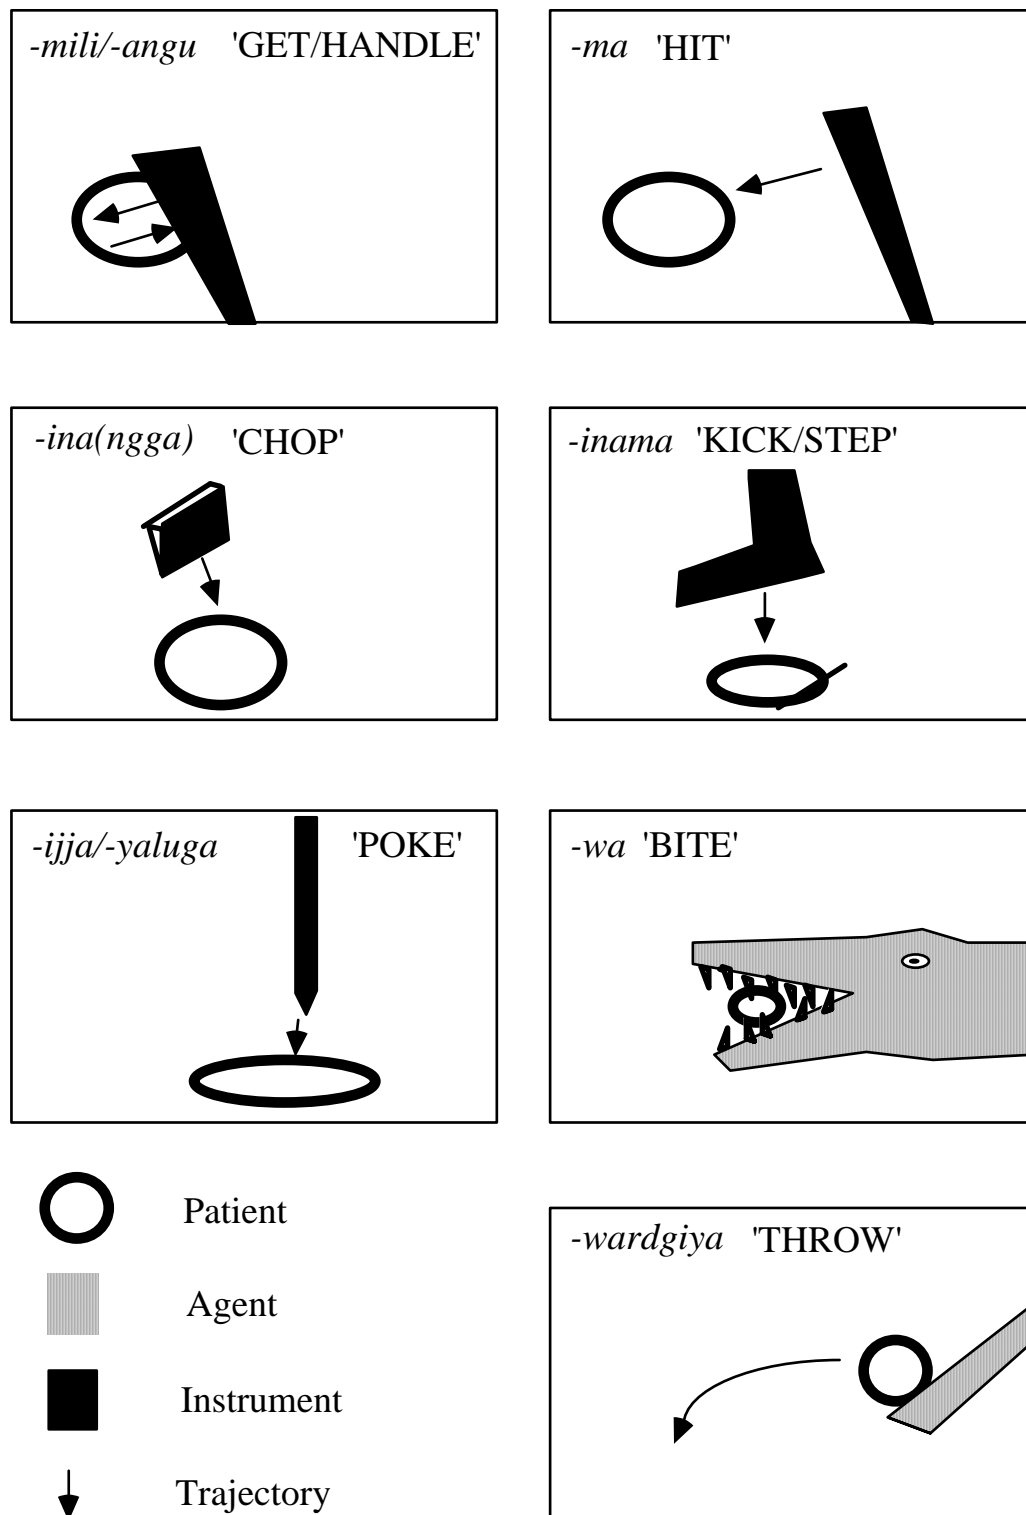 -mili/-angu 'GET/HANDLE'
-ma 'HIT'
-ina(ngga) 'CHOP'
-inama 'KICK/STEP'
-ijja/-yaluga 'POKE'
-wa 'BITE'
Patient
Agent
Instrument
Trajectory
-wardgiya 'THROW'